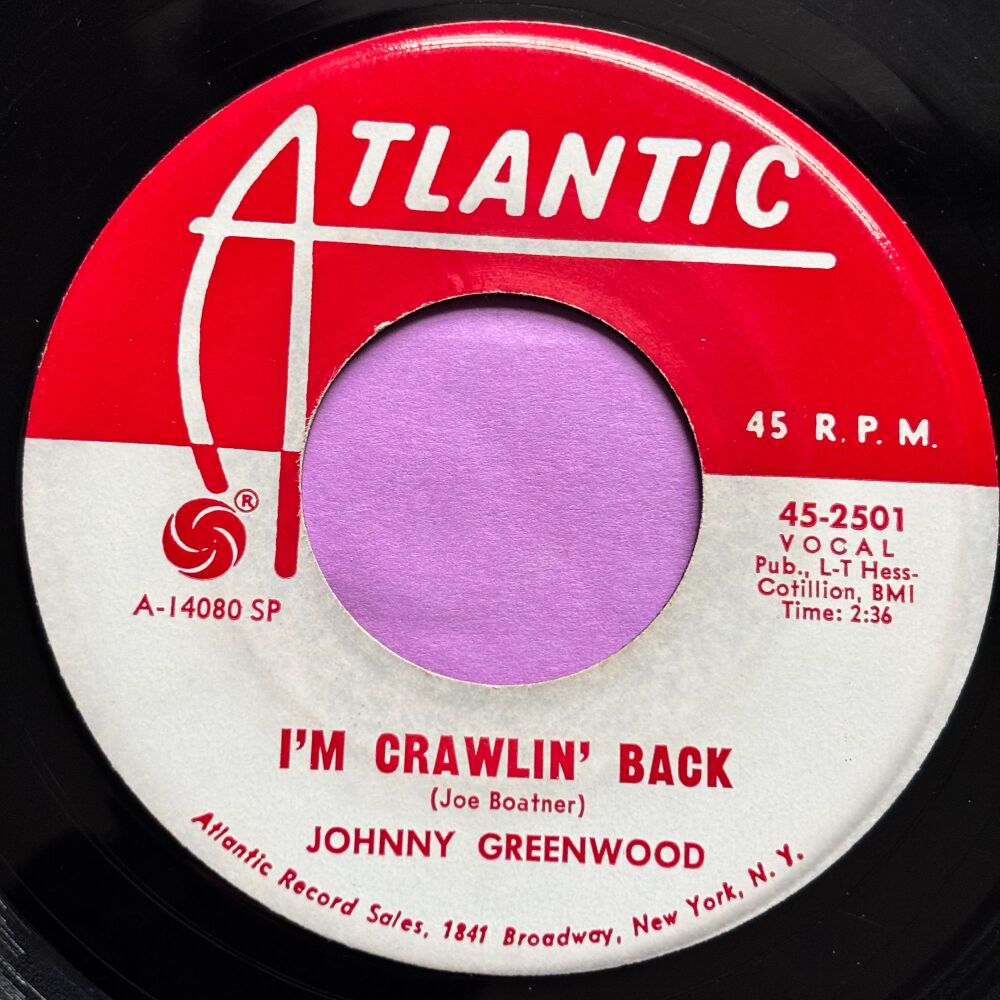 ATLANTIC
45 R.P.M.
®
A-14080 SP
45-2501
VOCAL
Pub., L-T Hess-
Cotillion, BMI
Time: 2:36
I'M CRAWLIN' BACK
(Joe Boatner)
JOHNNY GREENWOOD
Atlantic Record Sales, 1841 Broadway, New York, N. Y.